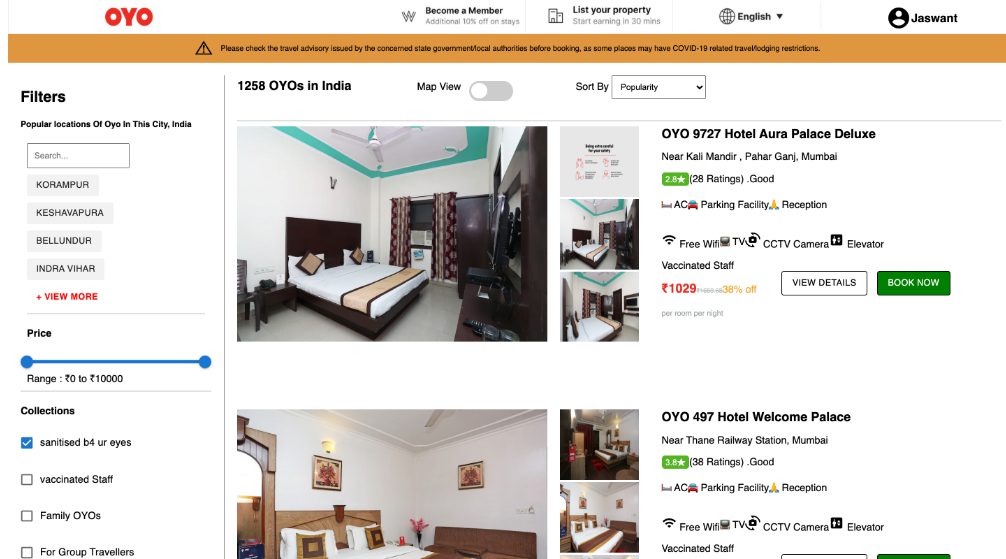 OYO
Become a Member
Additional 10% off on stays
List your property
Start earning in 30 mins
English ▼
Jaswant
Please check the travel advisory issued by the concerned state government/local authorities before booking, as some places may have COVID-19 related travel/lodging restrictions.
Filters
Popular locations Of Oyo In This City, India
Search...
KORAMPUR
KESHAVAPURA
BELLUNDUR
INDRA VIHAR
+ VIEW MORE
Price
Range : ₹0 to ₹10000
Collections
sanitised b4 ur eyes
vaccinated Staff
Family OYOs
For Group Travellers
1258 OYOs in India
Map View
Sort By Popularity
Being extra careful
for your safety
OYO 9727 Hotel Aura Palace Deluxe
Near Kali Mandir , Pahar Ganj, Mumbai
2.8★(28 Ratings) .Good
🛏️ AC🚘 Parking Facility🙏 Reception
Free Wifi TV CCTV Camera Elevator
Vaccinated Staff
₹1029 38% off
per room per night
VIEW DETAILS
BOOK NOW
OYO 497 Hotel Welcome Palace
Near Thane Railway Station, Mumbai
3.8★(38 Ratings) .Good
🛏️ AC🚘 Parking Facility🙏 Reception
Free Wifi TV CCTV Camera Elevator
Vaccinated Staff